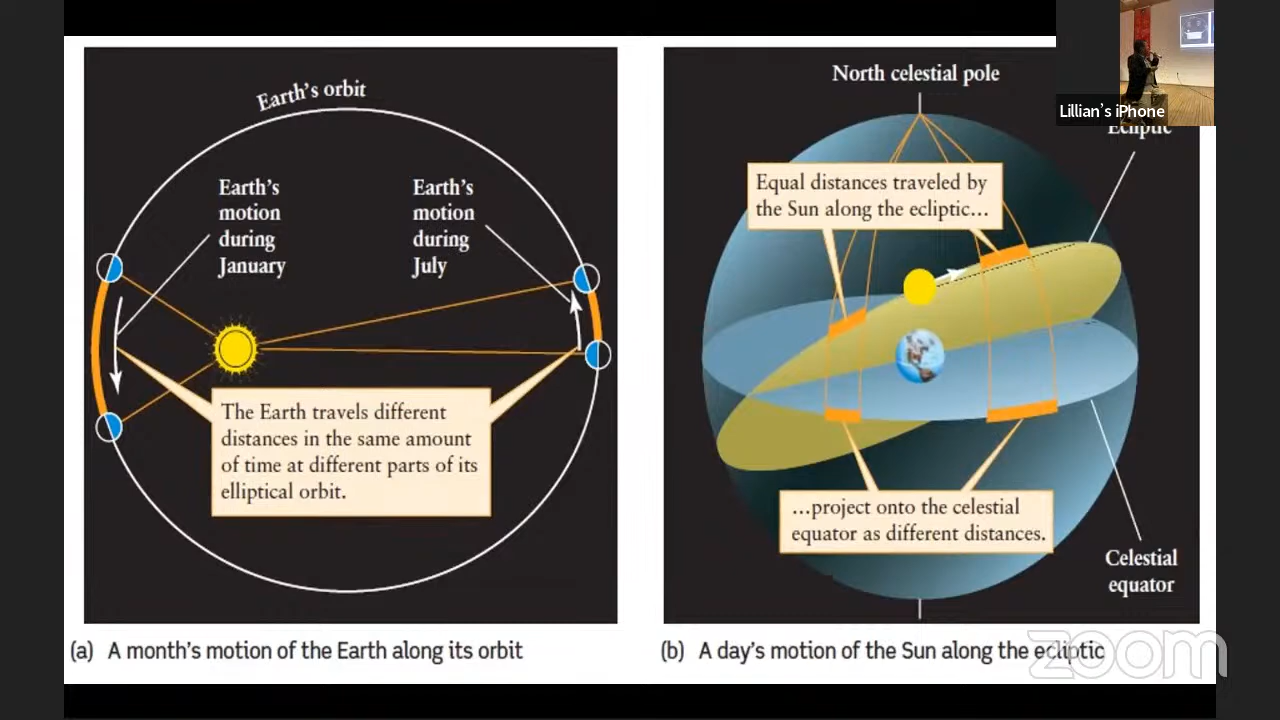 Earth's orbit
Earth's
motion
during
January
Earth's
motion
during
July
The Earth travels different
distances in the same amount
of time at different parts of its
elliptical orbit.
(a) A month's motion of the Earth along its orbit
North celestial pole
Lillian's iPhone
Ecliptic
Equal distances traveled by
the Sun along the ecliptic...
...project onto the celestial
equator as different distances.
Celestial
equator
(b) A day's motion of the Sun along the ecliptic
zoom